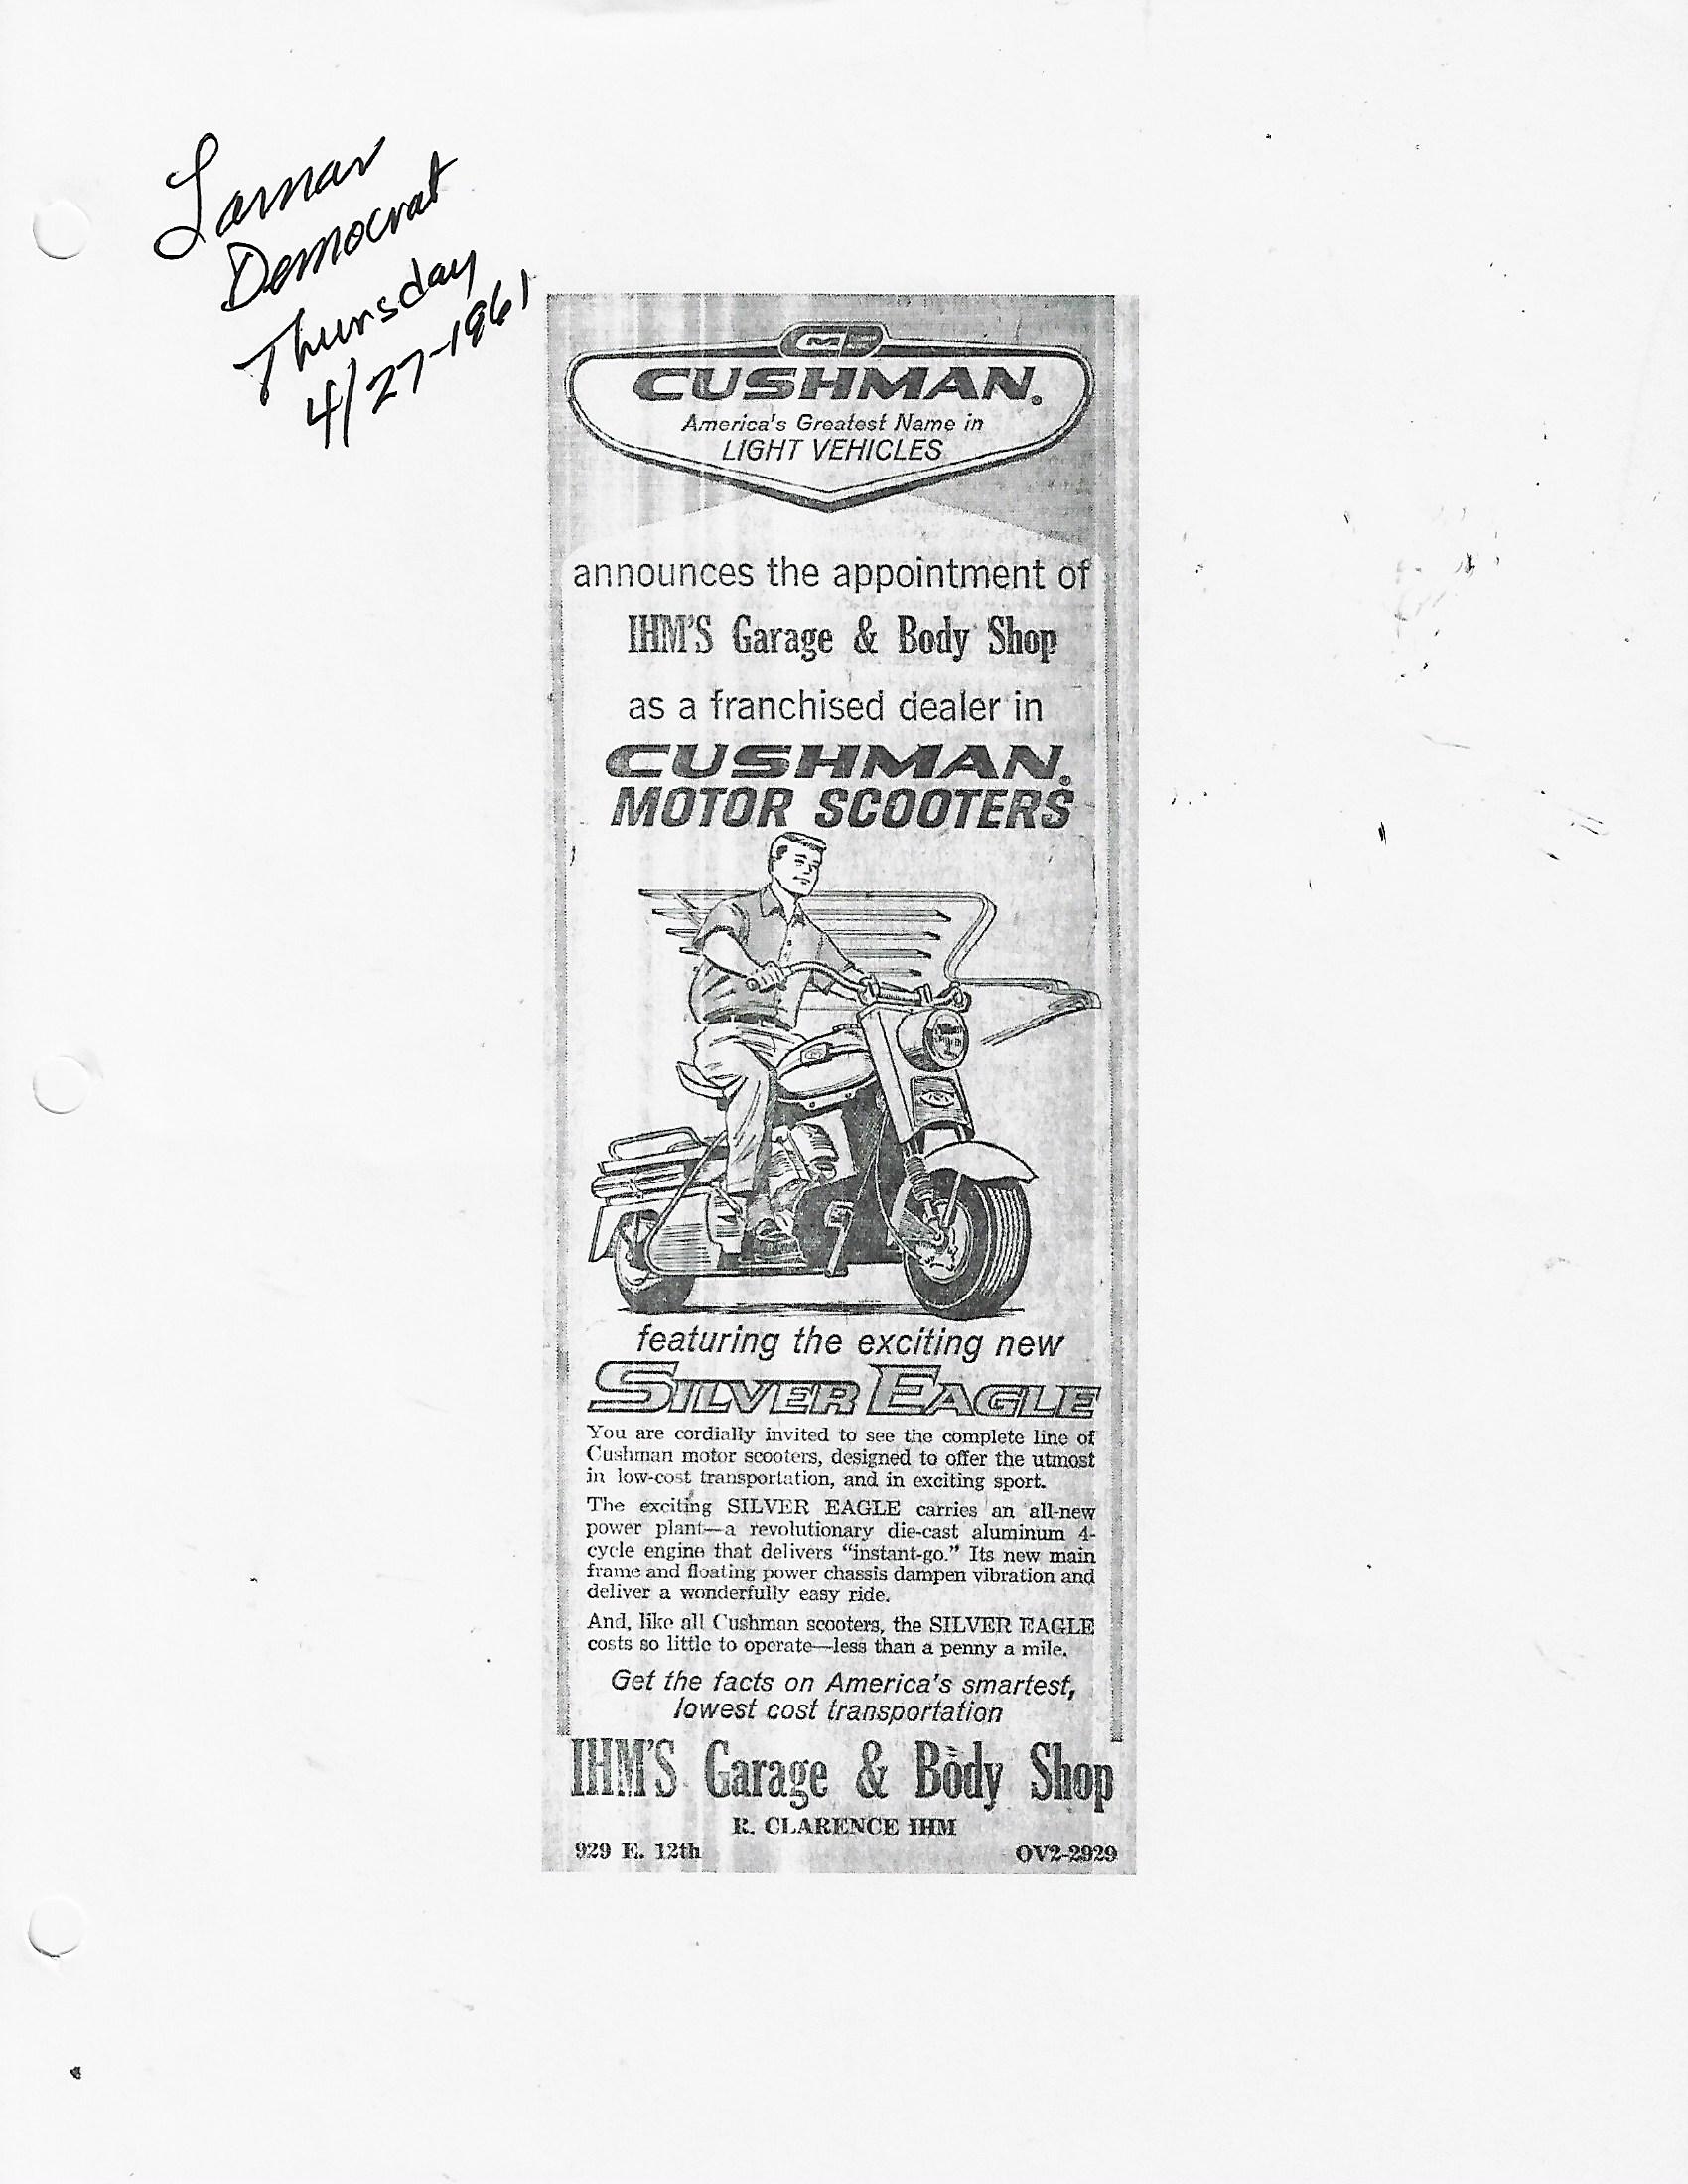 Lamar
Democrat
Thursday
4/27-1961
CUSHMAN®
America's Greatest Name in
LIGHT VEHICLES
announces the appointment of
IHM'S Garage & Body Shop
as a franchised dealer in
CUSHMAN®
MOTOR SCOOTERS
featuring the exciting new
SILVER EAGLE
You are cordially invited to see the complete line of
Cushman motor scooters, designed to offer the utmost
in low-cost transportation, and in exciting sport.
The exciting SILVER EAGLE carries an all-new
power plant—a revolutionary die-cast aluminum 4-
cycle engine that delivers "instant-go." Its new main
frame and floating power chassis dampen vibration and
deliver a wonderfully easy ride.
And, like all Cushman scooters, the SILVER EAGLE
costs so little to operate—less than a penny a mile.
Get the facts on America's smartest,
lowest cost transportation
IHM'S Garage & Body Shop
R. CLARENCE IHM
929 E. 12th OV2-2929